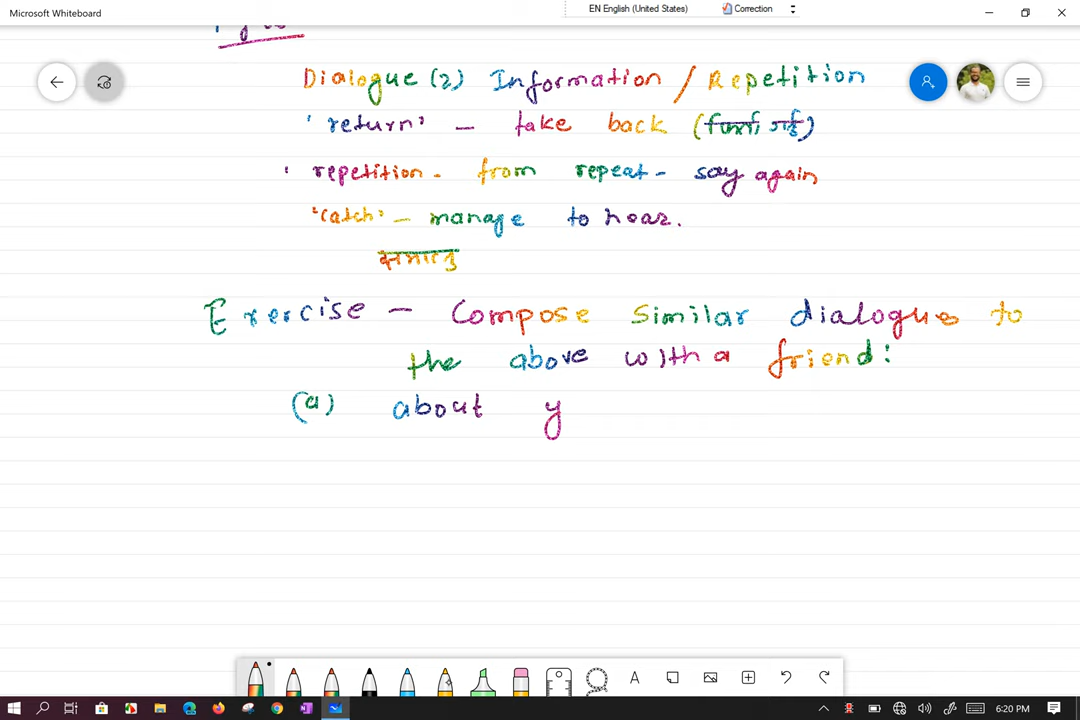 Microsoft Whiteboard
EN English (United States) Correction
Dialogue (2) Information / Repetition
'return' - take back
' repetition - from repeat - say again
'catch' - manage to hear.
Exercise - Compose similar dialogues to
the above with a friend:
(a) about y
A
6:20 PM